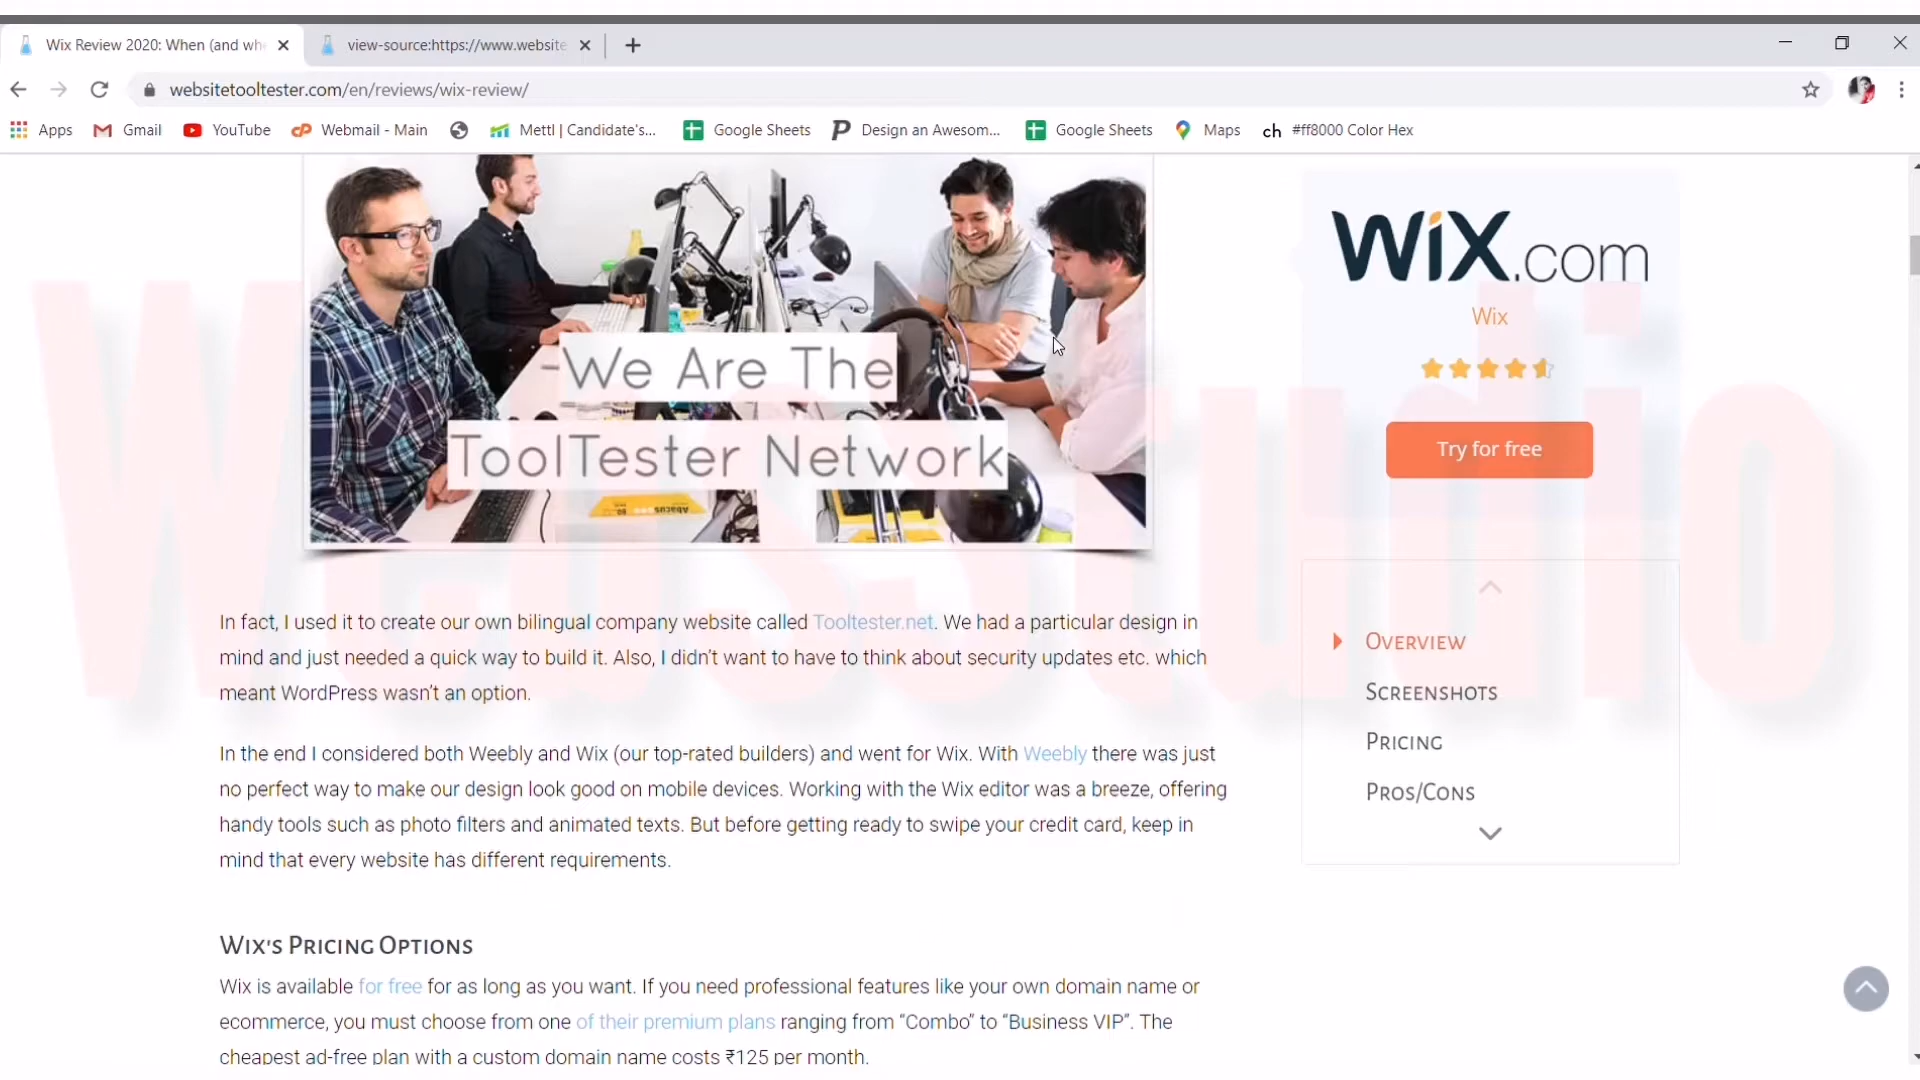 Wix Review 2020: When (and wh
view-source:https://www.website
websitetooltester.com/en/reviews/wix-review/
Apps
Gmail
YouTube
Webmail - Main
Mettl | Candidate's...
Google Sheets
Design an Awesom...
Google Sheets
Maps
ch #ff8000 Color Hex
-We Are The
ToolTester Network
WiX.com
Wix
Try for free
In fact, I used it to create our own bilingual company website called Tooltester.net. We had a particular design in
mind and just needed a quick way to build it. Also, I didn't want to have to think about security updates etc. which
meant WordPress wasn't an option.
In the end I considered both Weebly and Wix (our top-rated builders) and went for Wix. With Weebly there was just
no perfect way to make our design look good on mobile devices. Working with the Wix editor was a breeze, offering
handy tools such as photo filters and animated texts. But before getting ready to swipe your credit card, keep in
mind that every website has different requirements.
Wix's Pricing Options
Wix is available for free for as long as you want. If you need professional features like your own domain name or
ecommerce, you must choose from one of their premium plans ranging from “Combo” to “Business VIP”. The
cheapest ad-free plan with a custom domain name costs ₹125 per month.
Overview
Screenshots
Pricing
Pros/Cons
WebStudio